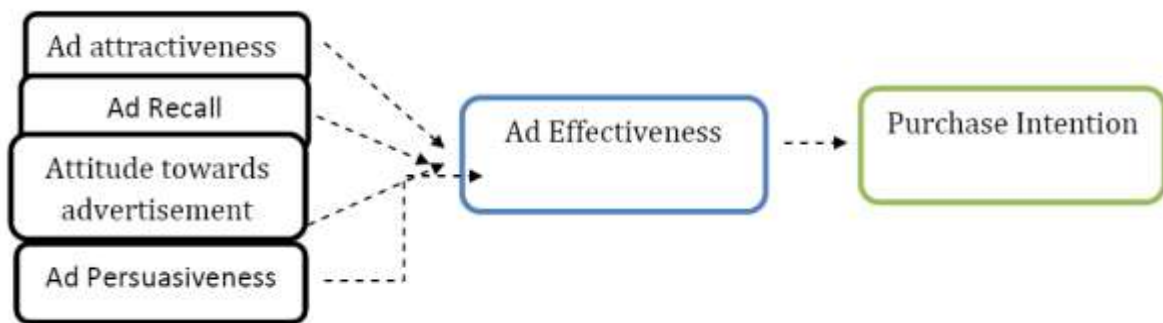 Ad attractiveness
Ad Recall
Attitude towards
advertisement
Ad Persuasiveness
Ad Effectiveness
Purchase Intention